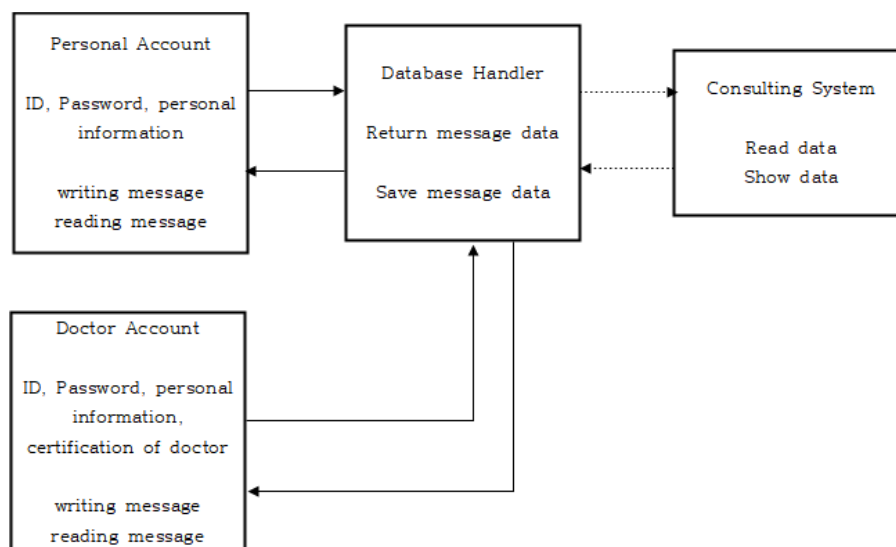 Personal Account
ID, Password, personal
information
writing message
reading message
Database Handler
Return message data
Save message data
Consulting System
Read data
Show data
Doctor Account
ID, Password, personal
information,
certification of doctor
writing message
reading message